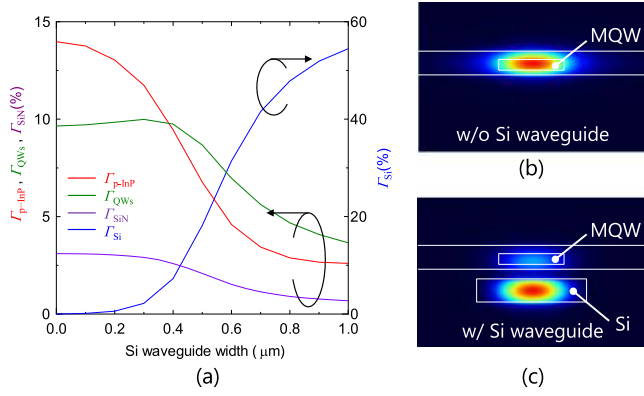 15
10
5
0
60
40
20
0
Γp-InP , ΓQWs , ΓSiN(%)
ΓSi(%)
Γp-InP
ΓQWs
ΓSiN
ΓSi
0.0 0.2 0.4 0.6 0.8 1.0
Si waveguide width ( μm)
(a)
MQW
w/o Si waveguide
(b)
MQW
Si
w/ Si waveguide
(c)